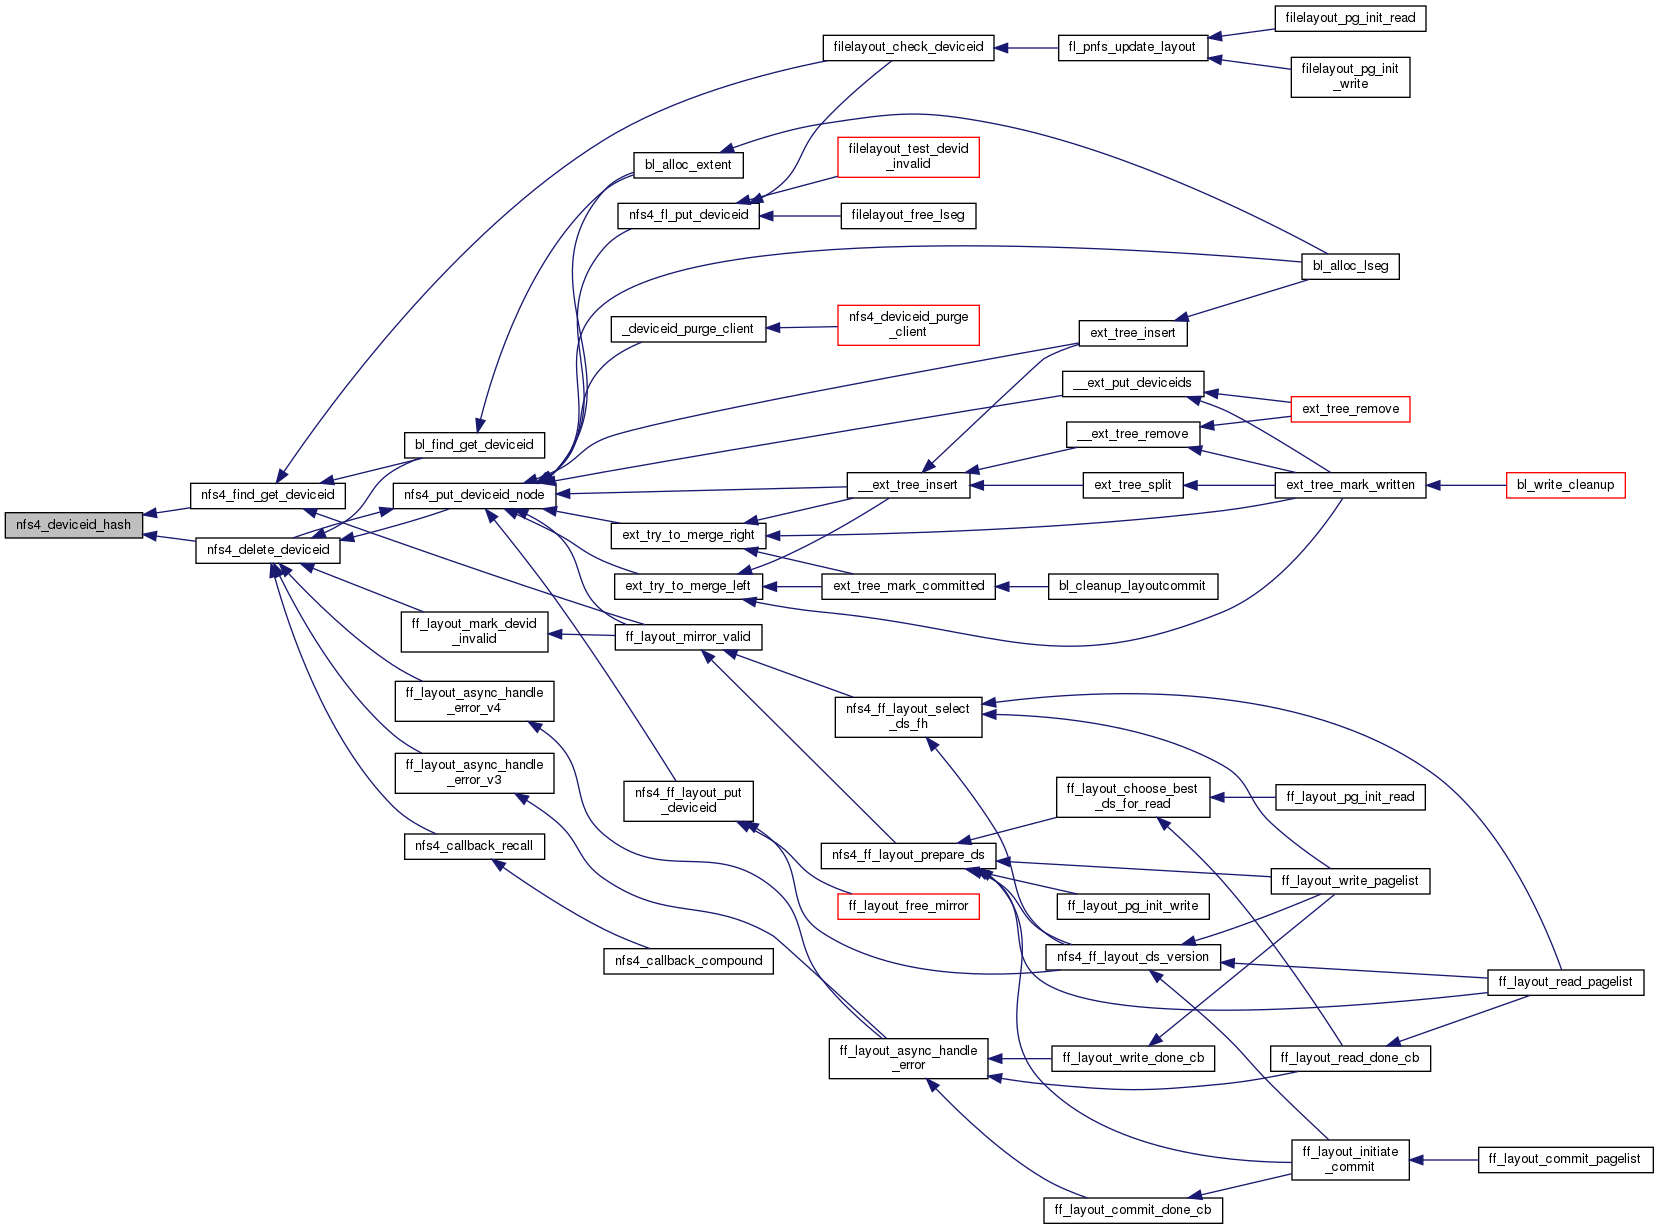 filelayout_pg_init_read
filelayout_check_deviceid
fl_pnfs_update_layout
filelayout_pg_init
_write
filelayout_test_devid
_invalid
bl_alloc_extent
nfs4_fl_put_deviceid
filelayout_free_lseg
bl_alloc_lseg
_deviceid_purge_client
nfs4_deviceid_purge
_client
ext_tree_insert
__ext_put_deviceids
ext_tree_remove
bl_find_get_deviceid
__ext_tree_remove
nfs4_find_get_deviceid
nfs4_put_deviceid_node
__ext_tree_insert
ext_tree_split
ext_tree_mark_written
bl_write_cleanup
nfs4_deviceid_hash
nfs4_delete_deviceid
ext_try_to_merge_right
ext_try_to_merge_left
ext_tree_mark_committed
bl_cleanup_layoutcommit
ff_layout_mark_devid
_invalid
ff_layout_mirror_valid
ff_layout_async_handle
_error_v4
nfs4_ff_layout_select
_ds_fh
ff_layout_async_handle
_error_v3
nfs4_ff_layout_put
_deviceid
ff_layout_choose_best
_ds_for_read
ff_layout_pg_init_read
nfs4_callback_recall
nfs4_ff_layout_prepare_ds
ff_layout_write_pagelist
ff_layout_free_mirror
ff_layout_pg_init_write
nfs4_callback_compound
nfs4_ff_layout_ds_version
ff_layout_read_pagelist
ff_layout_async_handle
_error
ff_layout_write_done_cb
ff_layout_read_done_cb
ff_layout_initiate
_commit
ff_layout_commit_pagelist
ff_layout_commit_done_cb